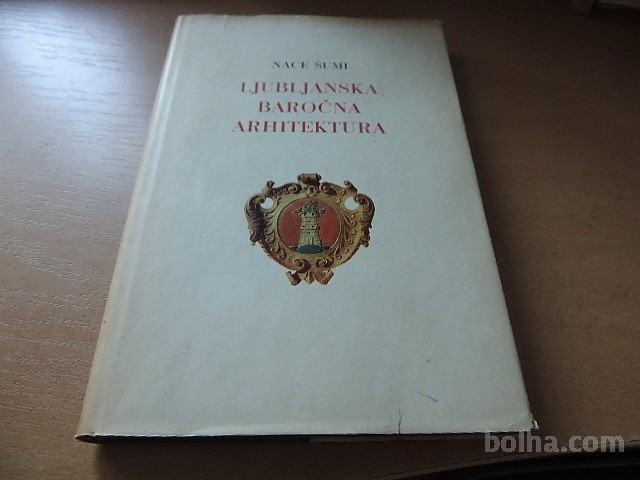 NACE ŠUMI
LJUBLJANSKA
BAROČNA
ARHITEKTURA
bolha.com